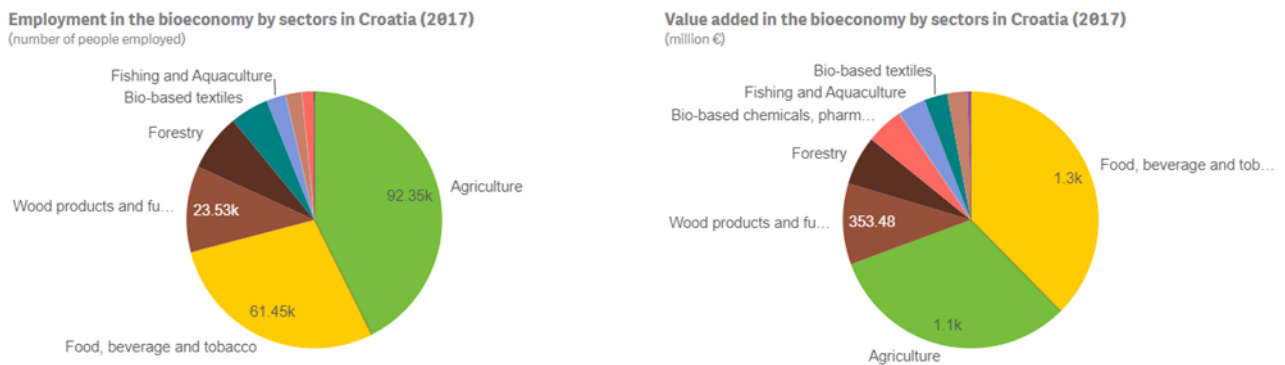 Employment in the bioeconomy by sectors in Croatia (2017)
(number of people employed)
Fishing and Aquaculture
Bio-based textiles
Forestry
Agriculture
92.35k
Wood products and fu...
23.53k
61.45k
Food, beverage and tobacco
Value added in the bioeconomy by sectors in Croatia (2017)
(million €)
Bio-based textiles
Fishing and Aquaculture
Bio-based chemicals, pharm...
Forestry
Food, beverage and tob...
1.3k
Wood products and fu...
353.48
1.1k
Agriculture